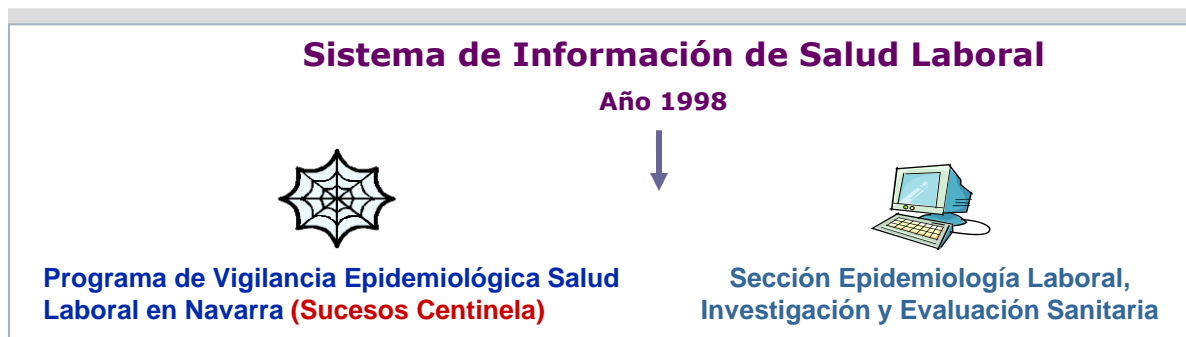 Sistema de Información de Salud Laboral
Año 1998
Programa de Vigilancia Epidemiológica Salud
Laboral en Navarra (Sucesos Centinela)
Sección Epidemiología Laboral,
Investigación y Evaluación Sanitaria